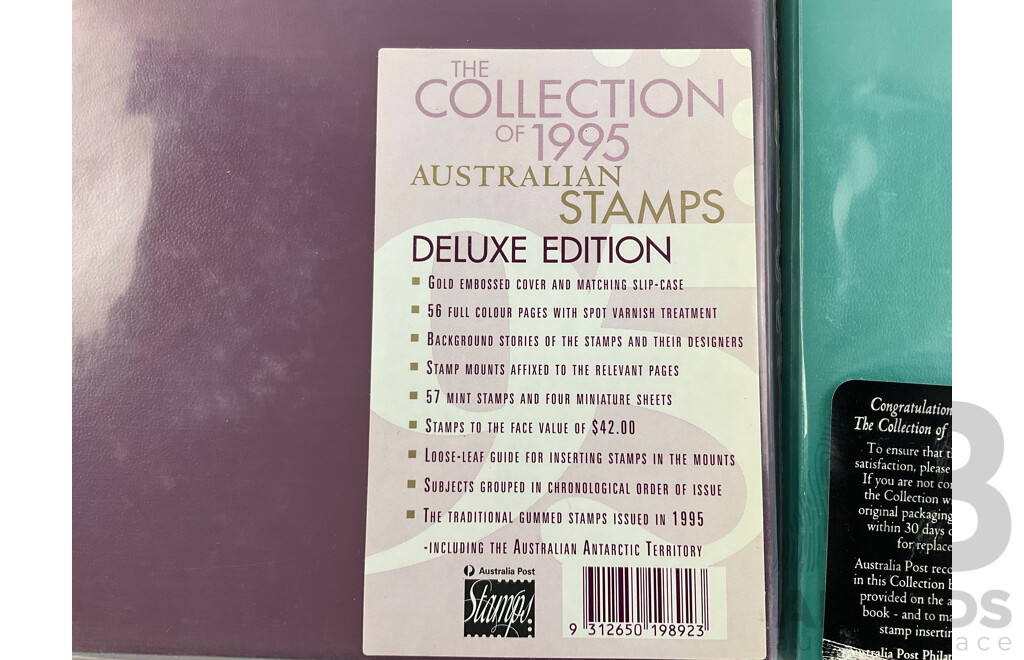 THE
COLLECTION
OF 1995
AUSTRALIAN
STAMPS
DELUXE EDITION
GOLD EMBOSSED COVER AND MATCHING SLIP-CASE
56 FULL COLOUR PAGES WITH SPOT VARNISH TREATMENT
BACKGROUND STORIES OF THE STAMPS AND THEIR DESIGNERS
STAMP MOUNTS AFFIXED TO THE RELEVANT PAGES
57 MINT STAMPS AND FOUR MINIATURE SHEETS
STAMPS TO THE FACE VALUE OF $42.00
LOOSE-LEAF GUIDE FOR INSERTING STAMPS IN THE MOUNTS
SUBJECTS GROUPED IN CHRONOLOGICAL ORDER OF ISSUE
THE TRADITIONAL GUMMED STAMPS ISSUED IN 1995
-INCLUDING THE AUSTRALIAN ANTARCTIC TERRITORY
Australia Post
Stamps!
9 312650 198923
95
Congratulation
The Collection of
To ensure that
satisfaction, please
If you are not
the Collection
original packaging
within 30 days
for
Australia Post
in this Collection
provided on the
book - and to
stamp
Australia Post